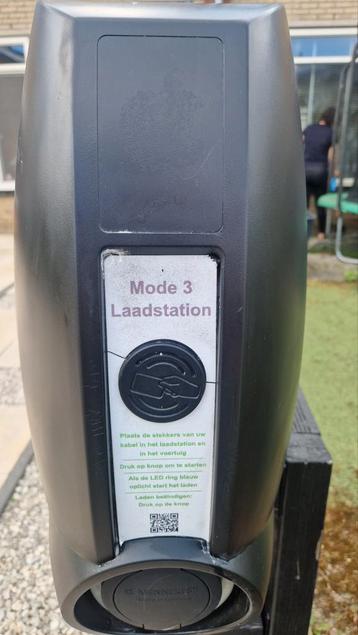 Mode 3
Laadstation
Plaats de stekkers van uw
kabel in het laadstation en
in het voertuig
Druk op knop om te starten
Als de LED ring blauw
oplicht start het laden
Laden beëindigen:
Druk op de knop
MENNEKES